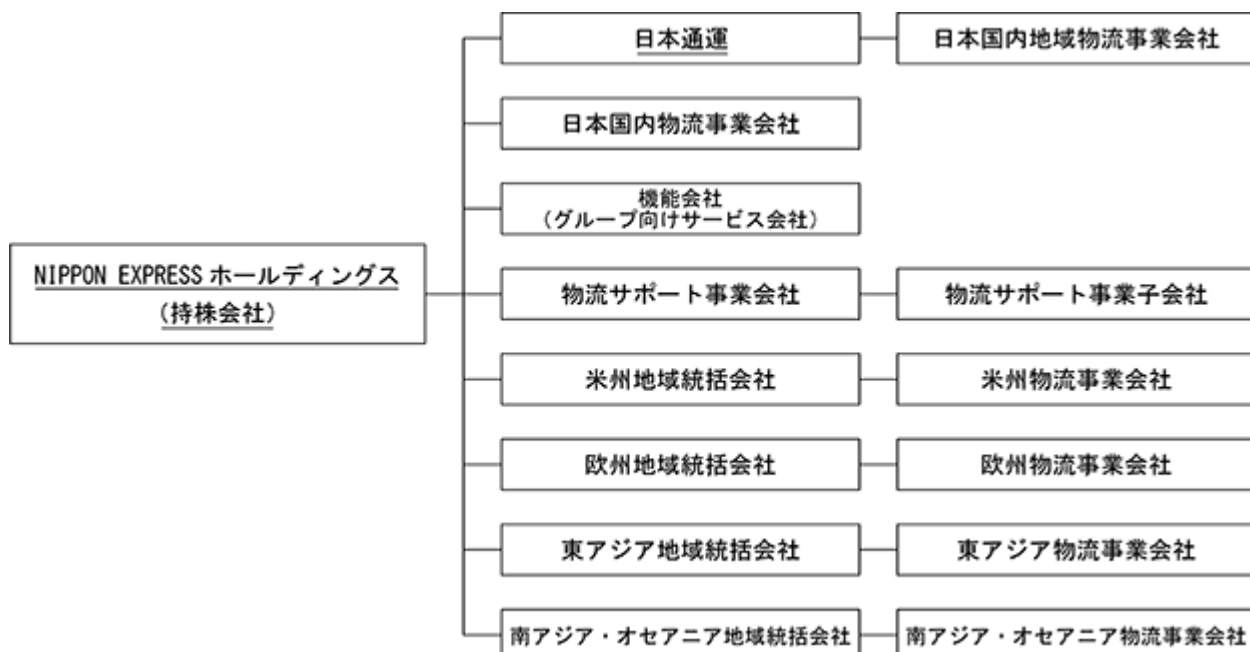 日本通運
日本国内地域物流事業会社
日本国内物流事業会社
機能会社
(グループ向けサービス会社)
NIPPON EXPRESS ホールディングス
(持株会社)
物流サポート事業会社
物流サポート事業子会社
米州地域統括会社
米州物流事業会社
欧州地域統括会社
欧州物流事業会社
東アジア地域統括会社
東アジア物流事業会社
南アジア・オセアニア地域統括会社
南アジア・オセアニア物流事業会社